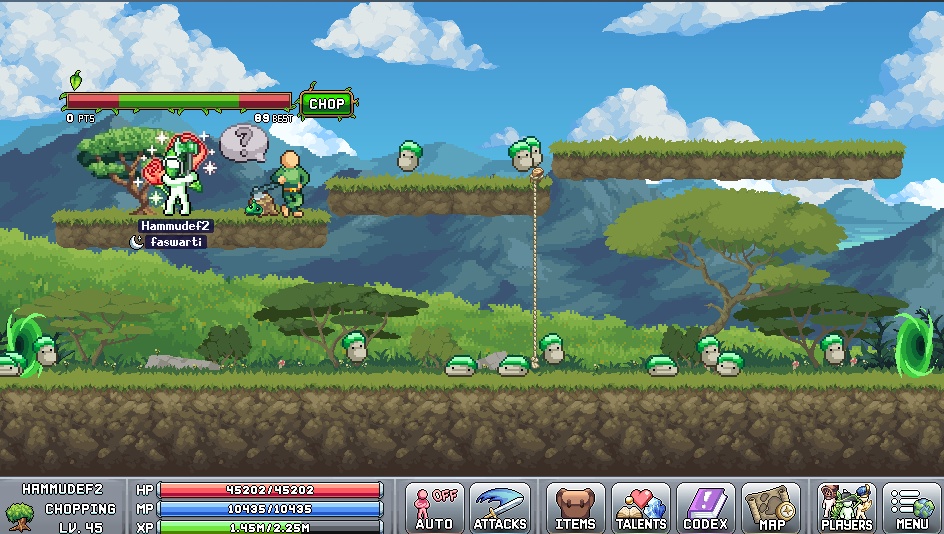 CHOP
0 PTS
89 BEST
?
Hammudef2
faswarti
HAMMUDEF2
CHOPPING
LV. 45
HP 45202/45202
MP 10435/10435
XP 1.45M/2.25M
OFF
AUTO
ATTACKS
ITEMS
TALENTS
CODEX
MAP
PLAYERS
MENU